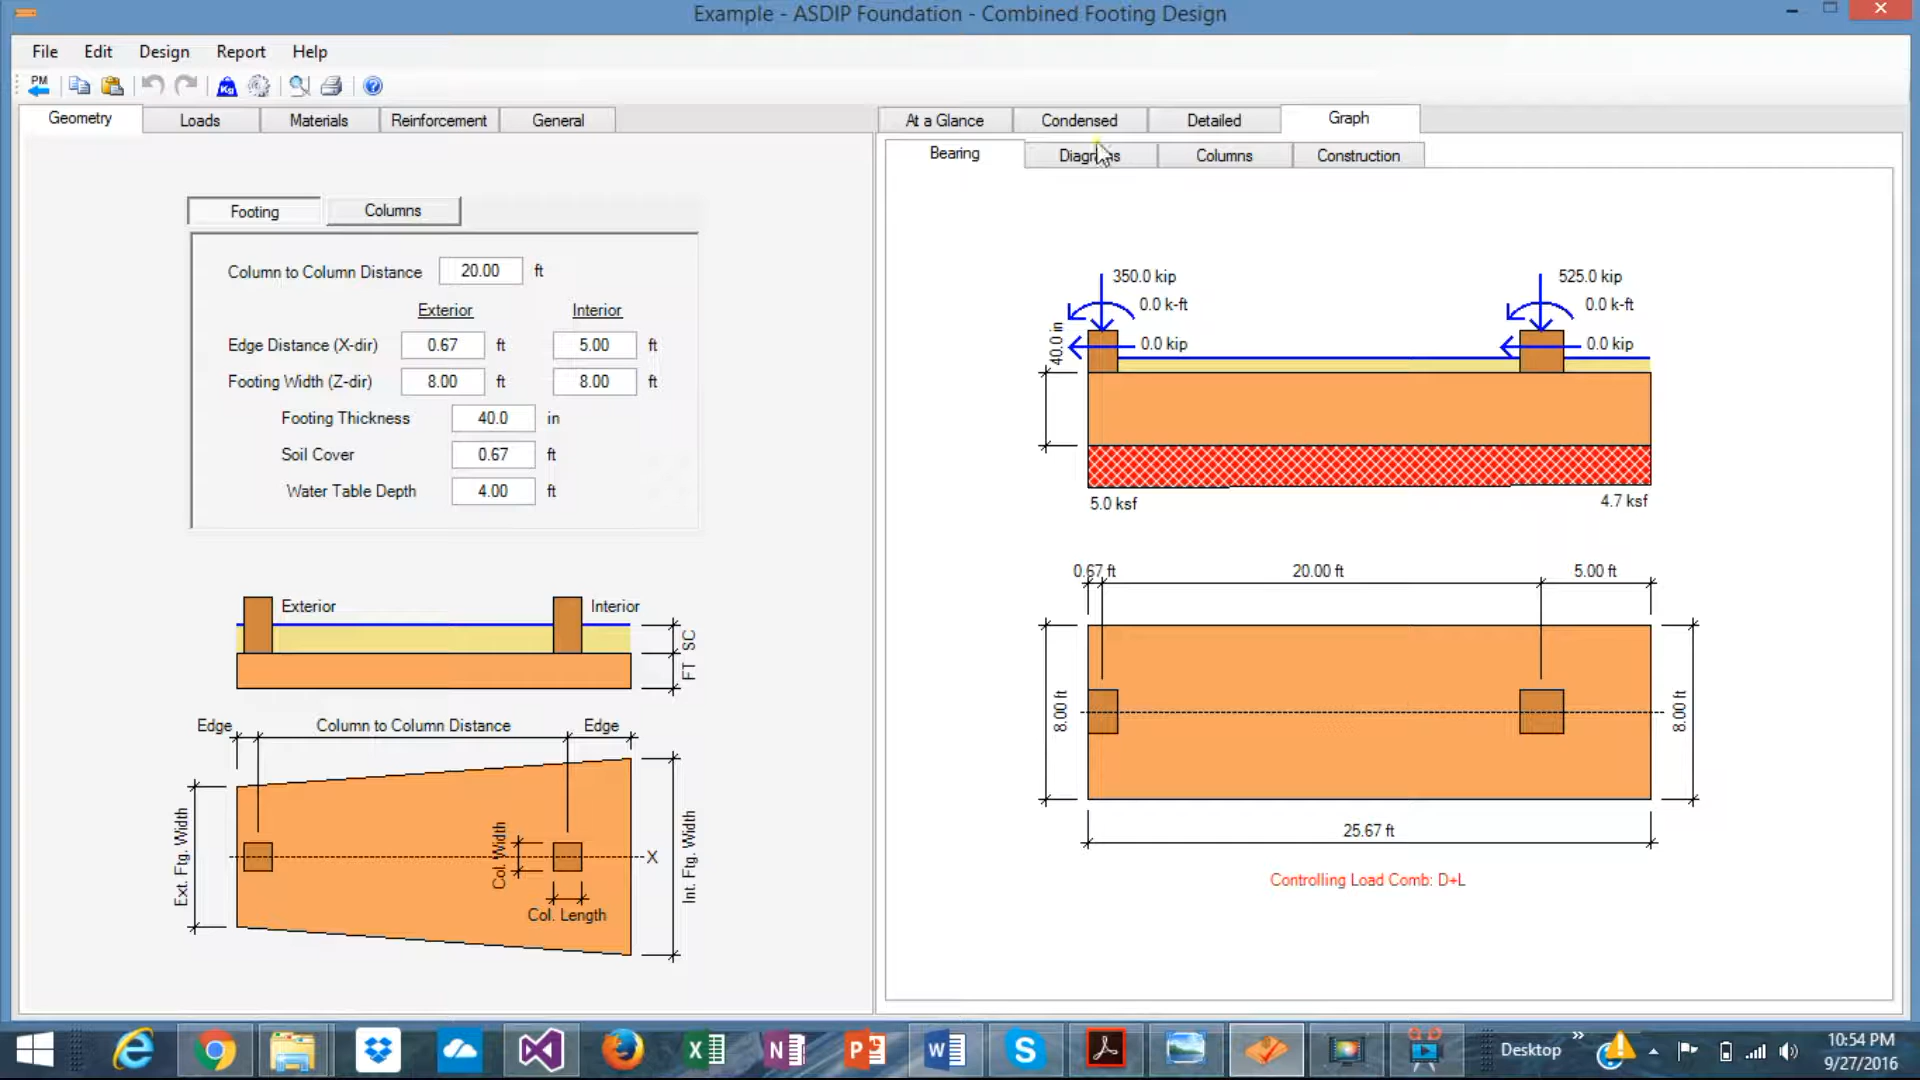 Example - ASDIP Foundation - Combined Footing Design
File Edit Design Report Help
PM Kg
Geometry Loads Materials Reinforcement General
At a Glance Condensed Detailed Graph
Bearing Diagrams Columns Construction
Footing Columns
Column to Column Distance 20.00 ft
Exterior Interior
Edge Distance (X-dir) 0.67 ft 5.00 ft
Footing Width (Z-dir) 8.00 ft 8.00 ft
Footing Thickness 40.0 in
Soil Cover 0.67 ft
Water Table Depth 4.00 ft
Exterior Interior
SC
FT
Edge Column to Column Distance Edge
Ext. Ftg. Width
Col. Width
X
Int. Ftg. Width
Col. Length
350.0 kip 525.0 kip
0.0 k-ft 0.0 k-ft
40.0 in
0.0 kip 0.0 kip
5.0 ksf 4.7 ksf
0.67 ft 20.00 ft 5.00 ft
8.00 ft 8.00 ft
25.67 ft
Controlling Load Comb: D+L
Desktop
10:54 PM
9/27/2016